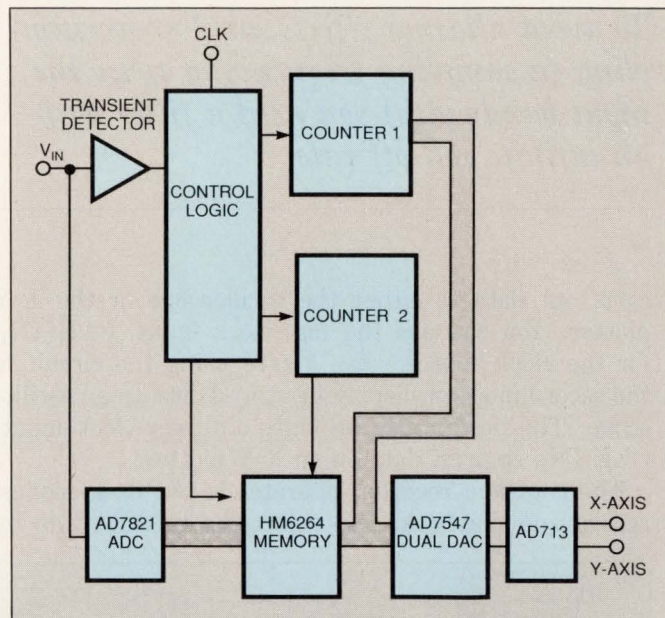 CLK
TRANSIENT
DETECTOR
V_IN
CONTROL
LOGIC
COUNTER 1
COUNTER 2
AD7821
ADC
HM6264
MEMORY
AD7547
DUAL DAC
AD713
X-AXIS
Y-AXIS